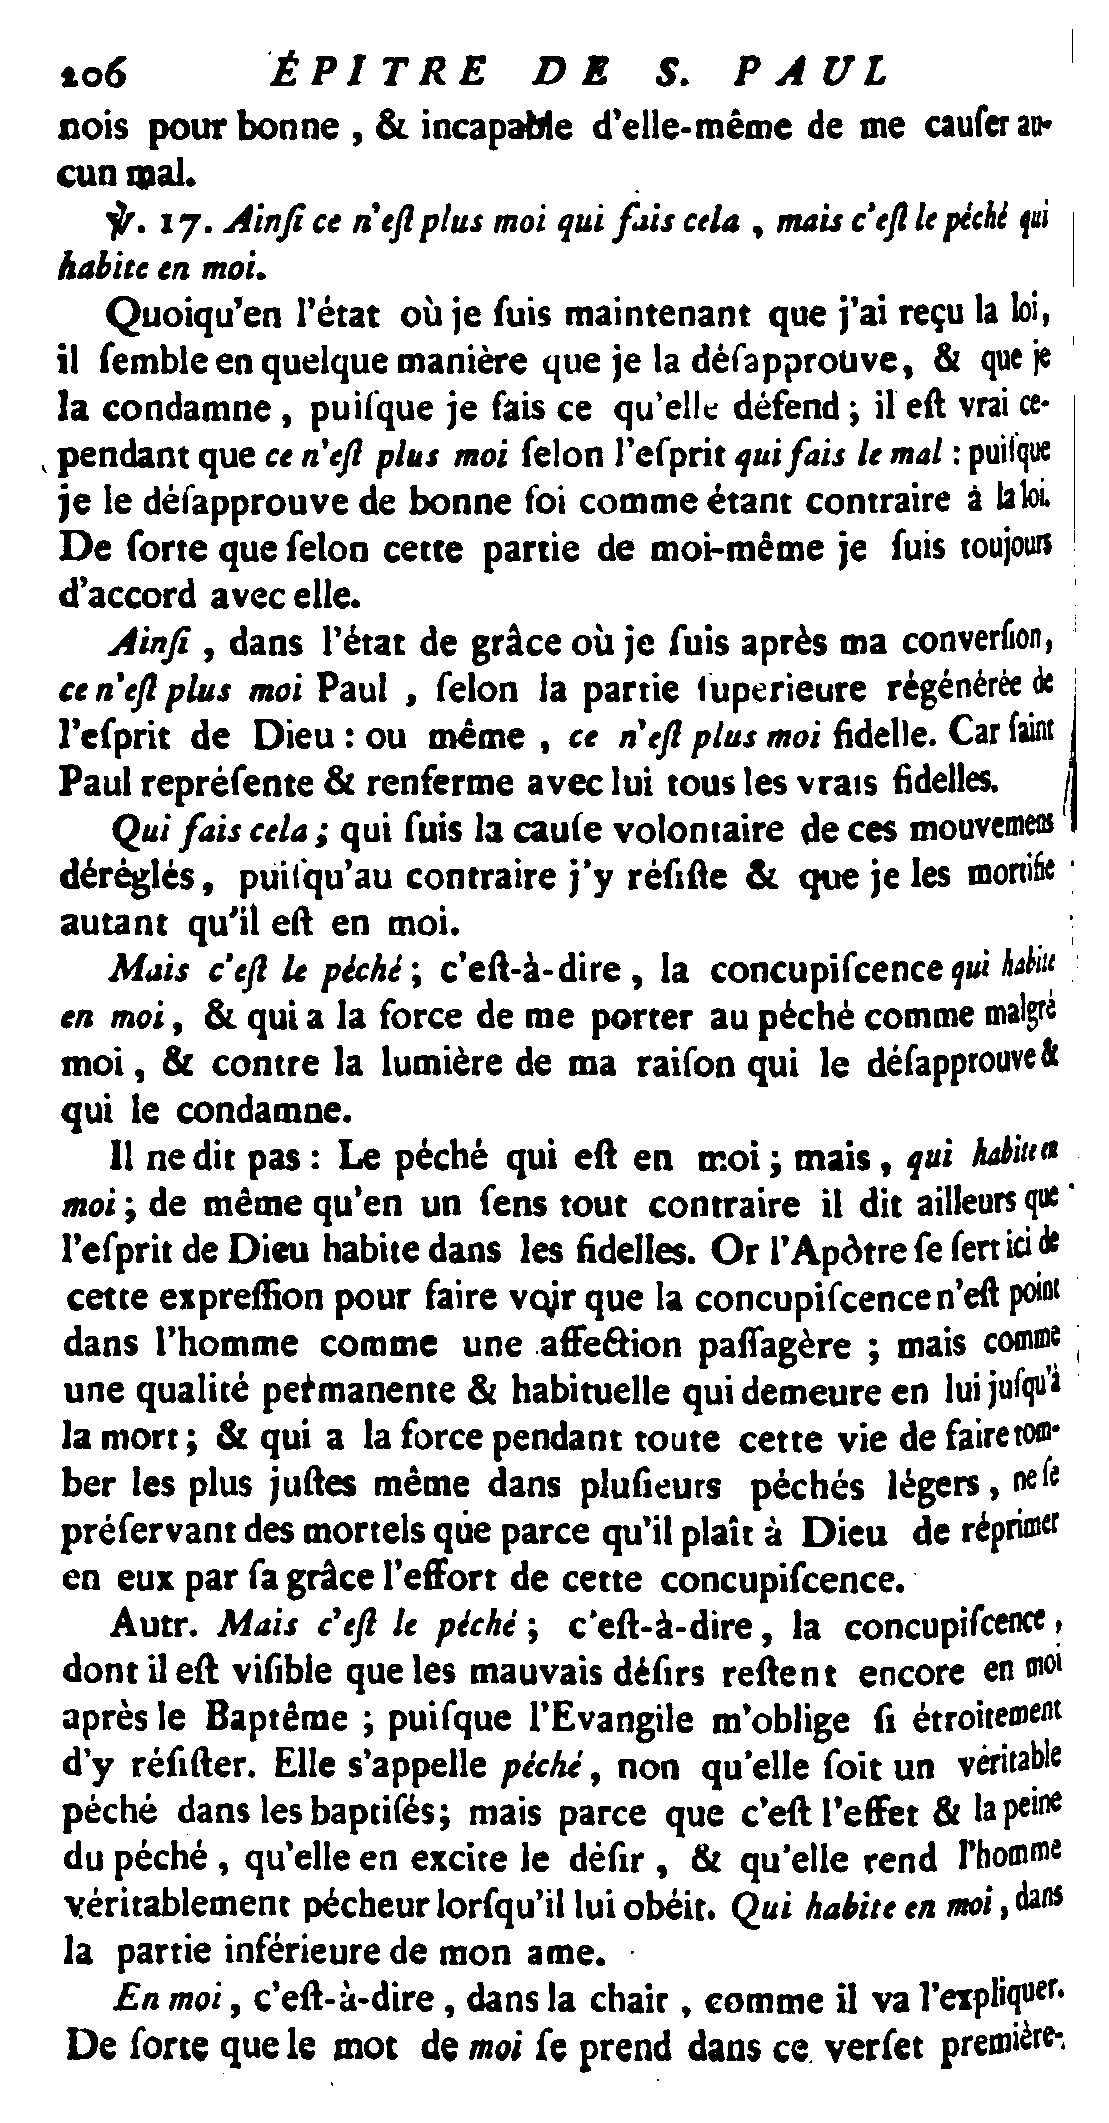 206 ÉPITRE DE S. PAUL
nois pour bonne, & incapable d'elle-même de me cauſer au-
cun mal.
℣. 17. Ainſi ce n'eſt plus moi qui fais cela, mais c'eſt le péché qui
habite en moi.
Quoiqu'en l'état où je ſuis maintenant que j'ai reçu la loi,
il ſemble en quelque manière que je la déſapprouve, & que je
la condamne, puiſque je fais ce qu'elle défend; il eſt vrai ce-
pendant que ce n'eſt plus moi ſelon l'eſprit qui fais le mal : puiſque
je le déſapprouve de bonne foi comme étant contraire à la loi.
De ſorte que ſelon cette partie de moi-même je ſuis toujours
d'accord avec elle.
Ainſi, dans l'état de grâce où je ſuis après ma converſion,
ce n'eſt plus moi Paul, ſelon la partie ſuperieure régénérée de
l'eſprit de Dieu : ou même, ce n'eſt plus moi fidelle. Car ſaint
Paul repréſente & renferme avec lui tous les vrais fidelles.
Qui fais cela; qui ſuis la cauſe volontaire de ces mouvemens
déréglés, puiſqu'au contraire j'y réſiſte & que je les mortifie
autant qu'il eſt en moi.
Mais c'eſt le péché; c'eſt-à-dire, la concupiſcence qui habite
en moi, & qui a la force de me porter au péché comme malgré
moi, & contre la lumière de ma raiſon qui le déſapprouve &
qui le condamne.
Il ne dit pas : Le péché qui eſt en moi; mais, qui habite en
moi; de même qu'en un ſens tout contraire il dit ailleurs que
l'eſprit de Dieu habite dans les fidelles. Or l'Apòtre ſe ſert ici de
cette expreſſion pour faire voir que la concupiſcence n'eſt point
dans l'homme comme une affection paſſagère; mais comme
une qualité permanente & habituelle qui demeure en lui juſqu'à
la mort; & qui a la force pendant toute cette vie de faire tom-
ber les plus juſtes même dans pluſieurs péchés légers, ne ſe
préſervant des mortels que parce qu'il plaît à Dieu de réprimer
en eux par ſa grâce l'effort de cette concupiſcence.
Autr. Mais c'eſt le péché; c'eſt-à-dire, la concupiſcence,
dont il eſt viſible que les mauvais déſirs reſtent encore en moi
après le Baptême; puiſque l'Evangile m'oblige ſi étroitement
d'y réſiſter. Elle s'appelle péché, non qu'elle ſoit un véritable
péché dans les baptiſés; mais parce que c'eſt l'effet & la peine
du péché, qu'elle en excite le déſir, & qu'elle rend l'homme
véritablement pécheur lorſqu'il lui obéit. Qui habite en moi, dans
la partie inférieure de mon ame.
En moi, c'eſt-à-dire, dans la chair, comme il va l'expliquer.
De ſorte que le mot de moi ſe prend dans ce verſet première-